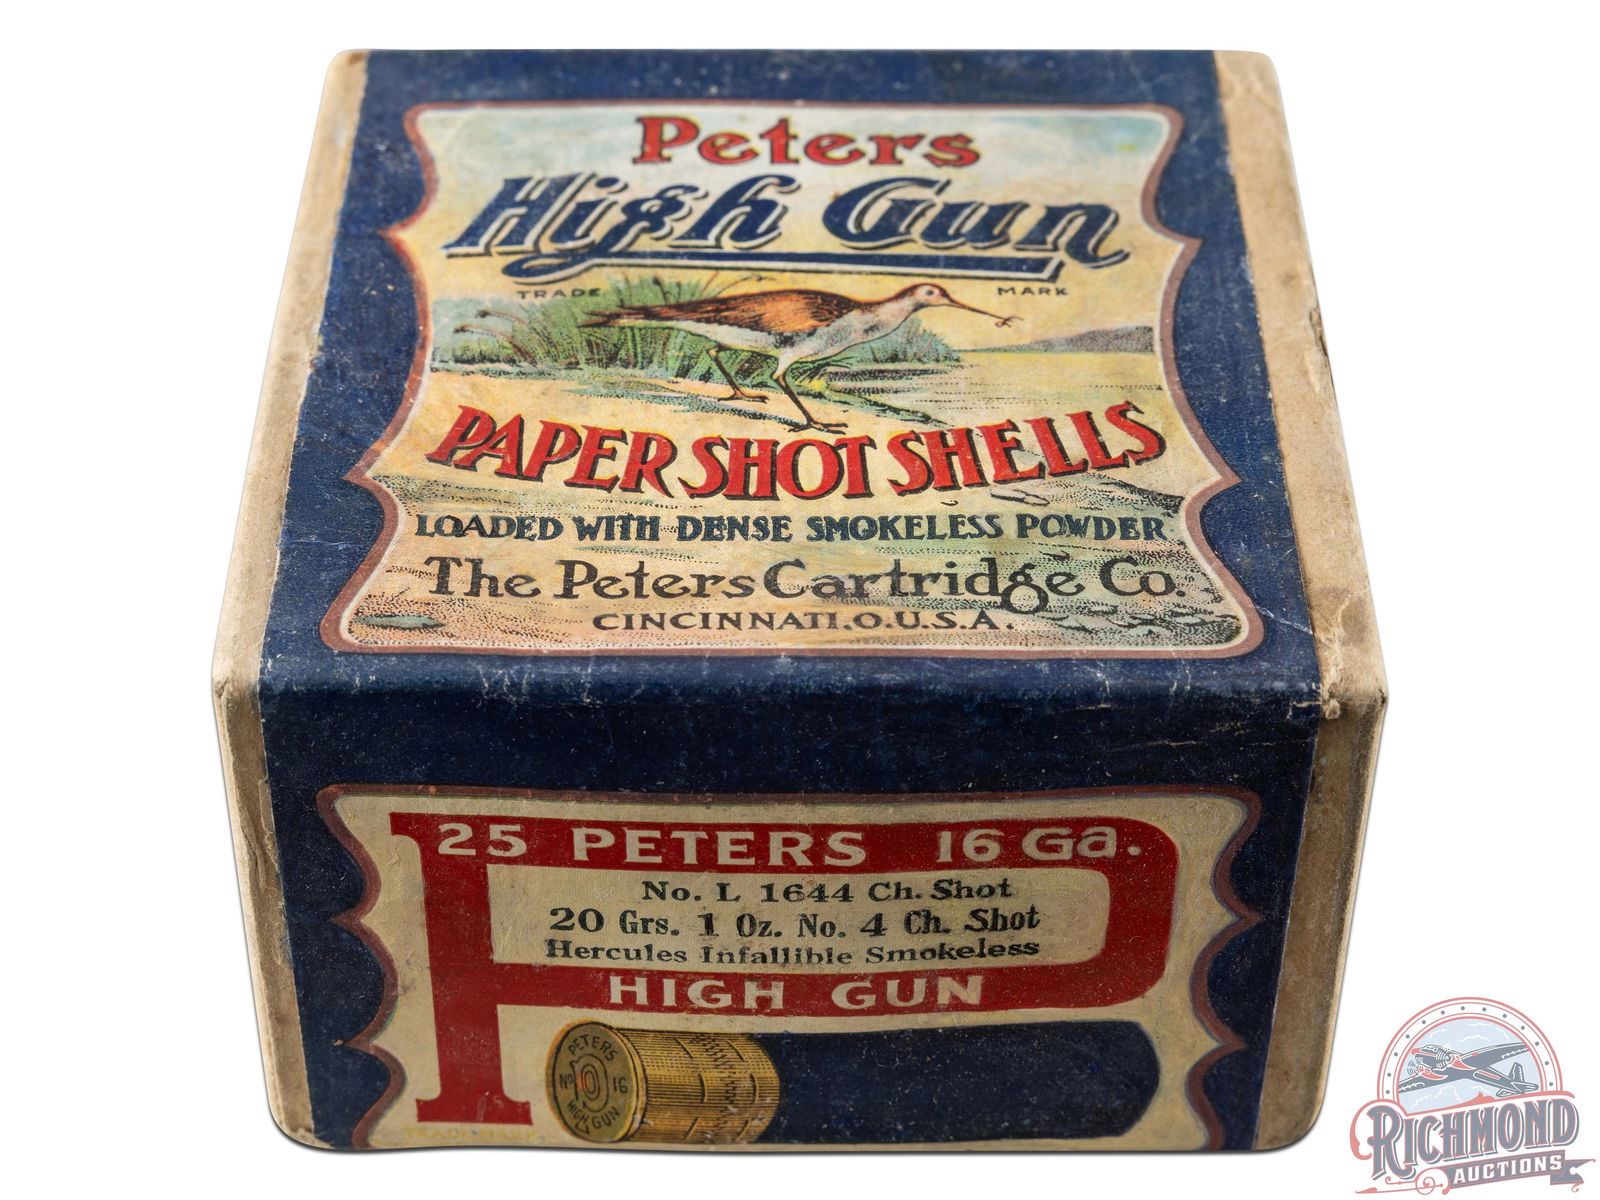 Peters
High Gun
TRADE MARK
PAPER SHOT SHELLS
LOADED WITH DENSE SMOKELESS POWDER
The Peters Cartridge Co.
CINCINNATI.O.U.S.A.
25 PETERS 16 Ga.
No. L 1644 Ch. Shot
20 Grs. 1 Oz. No. 4 Ch. Shot
Hercules Infallible Smokeless
HIGH GUN
PETERS
No 16
HIGH GUN
RICHMOND
AUCTIONS